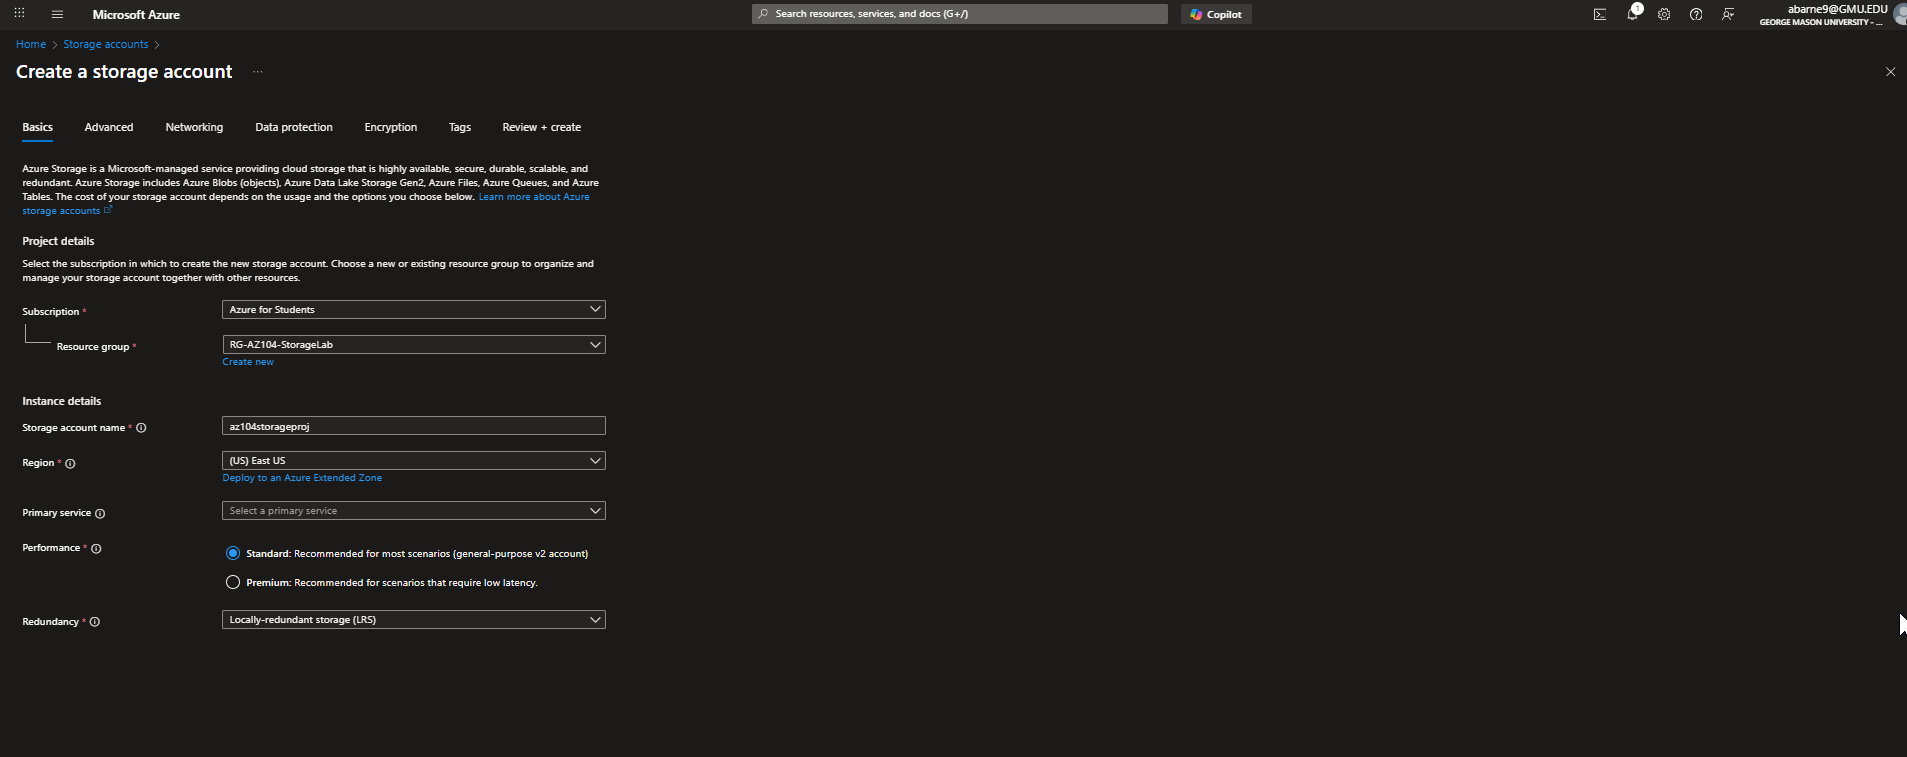 Microsoft Azure
Search resources, services, and docs (G+/)
Copilot
1
abarne9@GMU.EDU
GEORGE MASON UNIVERSITY - ...
Home > Storage accounts >
Create a storage account ...
Basics Advanced Networking Data protection Encryption Tags Review + create
Azure Storage is a Microsoft-managed service providing cloud storage that is highly available, secure, durable, scalable, and
redundant. Azure Storage includes Azure Blobs (objects), Azure Data Lake Storage Gen2, Azure Files, Azure Queues, and Azure
Tables. The cost of your storage account depends on the usage and the options you choose below. Learn more about Azure
storage accounts
Project details
Select the subscription in which to create the new storage account. Choose a new or existing resource group to organize and
manage your storage account together with other resources.
Subscription * Azure for Students
Resource group * RG-AZ104-StorageLab
Create new
Instance details
Storage account name * az104storageproj
Region * (US) East US
Deploy to an Azure Extended Zone
Primary service Select a primary service
Performance * Standard: Recommended for most scenarios (general-purpose v2 account)
Premium: Recommended for scenarios that require low latency.
Redundancy * Locally-redundant storage (LRS)